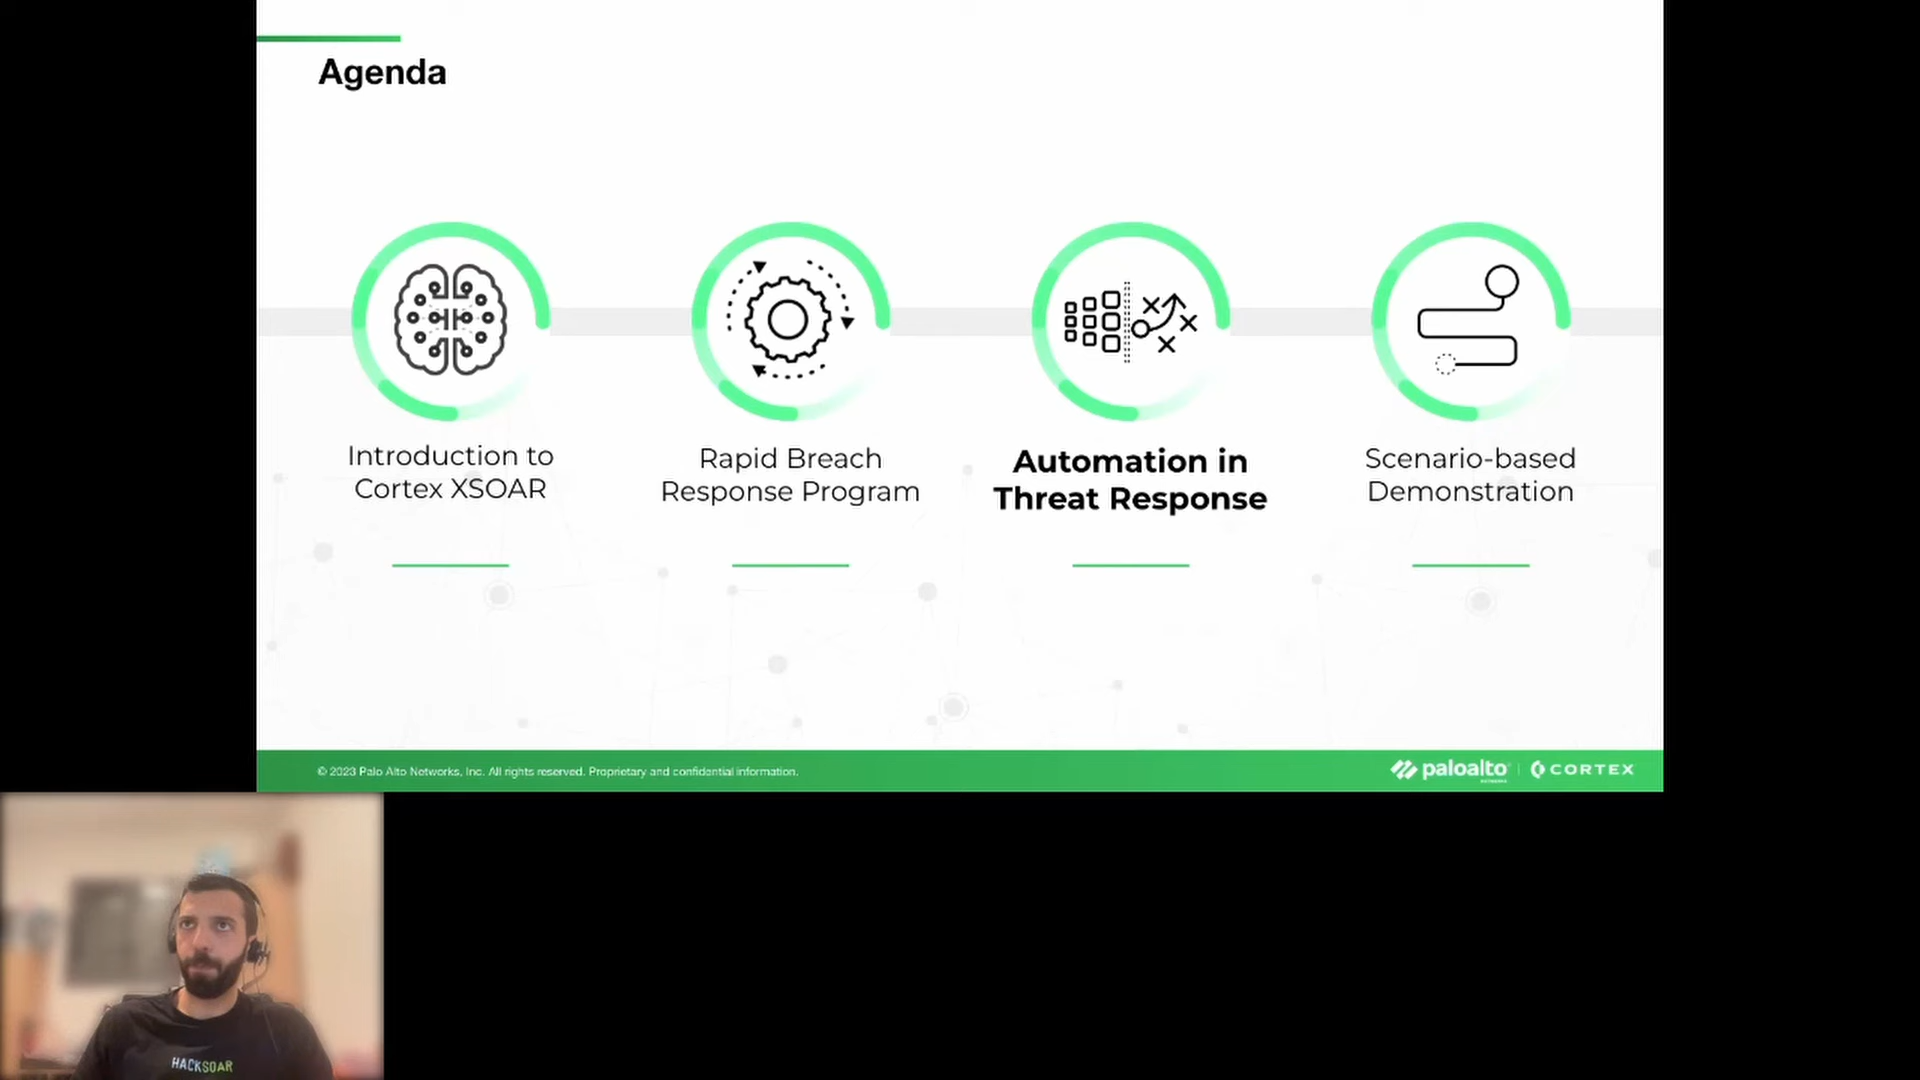 Agenda
Introduction to
Cortex XSOAR
Rapid Breach
Response Program
Automation in
Threat Response
Scenario-based
Demonstration
© 2023 Palo Alto Networks, Inc. All rights reserved. Proprietary and confidential information.
paloalto
NETWORKS
CORTEX
HACKSOAR